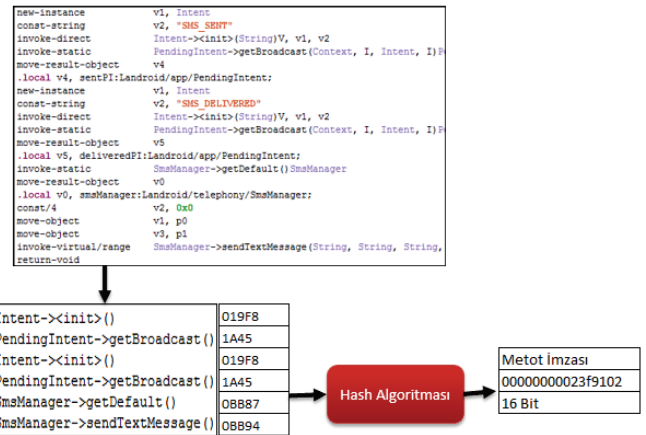 new-instance v1, Intent
const-string v2, "SMS_SENT"
invoke-direct Intent-><init>(String)V, v1, v2
invoke-static PendingIntent->getBroadcast(Context, I, Intent, I)P
move-result-object v4
.local v4, sentPI:Landroid/app/PendingIntent;
new-instance v1, Intent
const-string v2, "SMS_DELIVERED"
invoke-direct Intent-><init>(String)V, v1, v2
invoke-static PendingIntent->getBroadcast(Context, I, Intent, I)P
move-result-object v5
.local v5, deliveredPI:Landroid/app/PendingIntent;
invoke-static SmsManager->getDefault()SmsManager
move-result-object v0
.local v0, smsManager:Landroid/telephony/SmsManager;
const/4 v2, 0x0
move-object v1, p0
move-object v3, p1
invoke-virtual/range SmsManager->sendTextMessage(String, String, String,
return-void
Intent-><init>() 019F8
PendingIntent->getBroadcast() 1A45
Intent-><init>() 019F8
PendingIntent->getBroadcast() 1A45
SmsManager->getDefault() 0BB87
SmsManager->sendTextMessage() 0BB94
Hash Algoritması
Metot İmzası
00000000023f9102
16 Bit